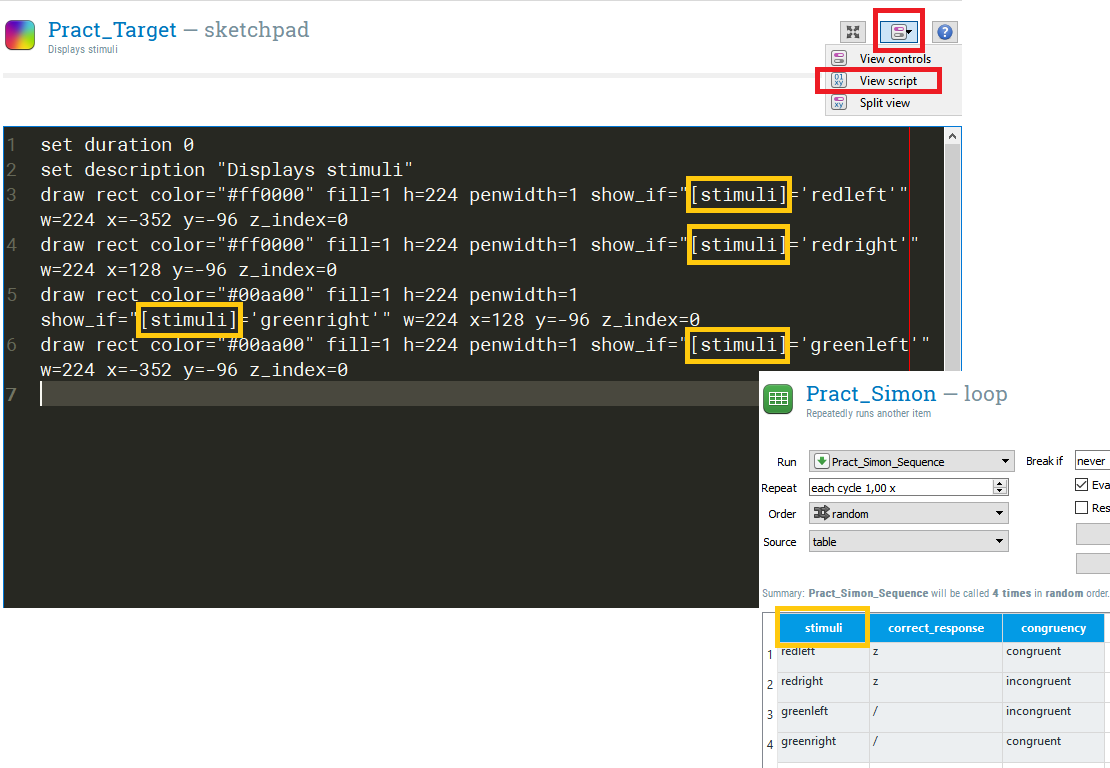 Pract_Target — sketchpad
Displays stimuli
View controls
View script
Split view
1 set duration 0
2 set description "Displays stimuli"
3 draw rect color="#ff0000" fill=1 h=224 penwidth=1 show_if="[stimuli]='redleft'"
w=224 x=-352 y=-96 z_index=0
4 draw rect color="#ff0000" fill=1 h=224 penwidth=1 show_if="[stimuli]='redright'"
w=224 x=128 y=-96 z_index=0
5 draw rect color="#00aa00" fill=1 h=224 penwidth=1
show_if="[stimuli]='greenright'" w=224 x=128 y=-96 z_index=0
6 draw rect color="#00aa00" fill=1 h=224 penwidth=1 show_if="[stimuli]='greenleft'"
w=224 x=-352 y=-96 z_index=0
7
Pract_Simon — loop
Repeatedly runs another item
Run Pract_Simon_Sequence Break if never
Repeat each cycle 1,00 x Eva
Order random Res
Source table
Summary: Pract_Simon_Sequence will be called 4 times in random order.
stimuli correct_response congruency
1 redleft z congruent
2 redright z incongruent
3 greenleft / incongruent
4 greenright / congruent